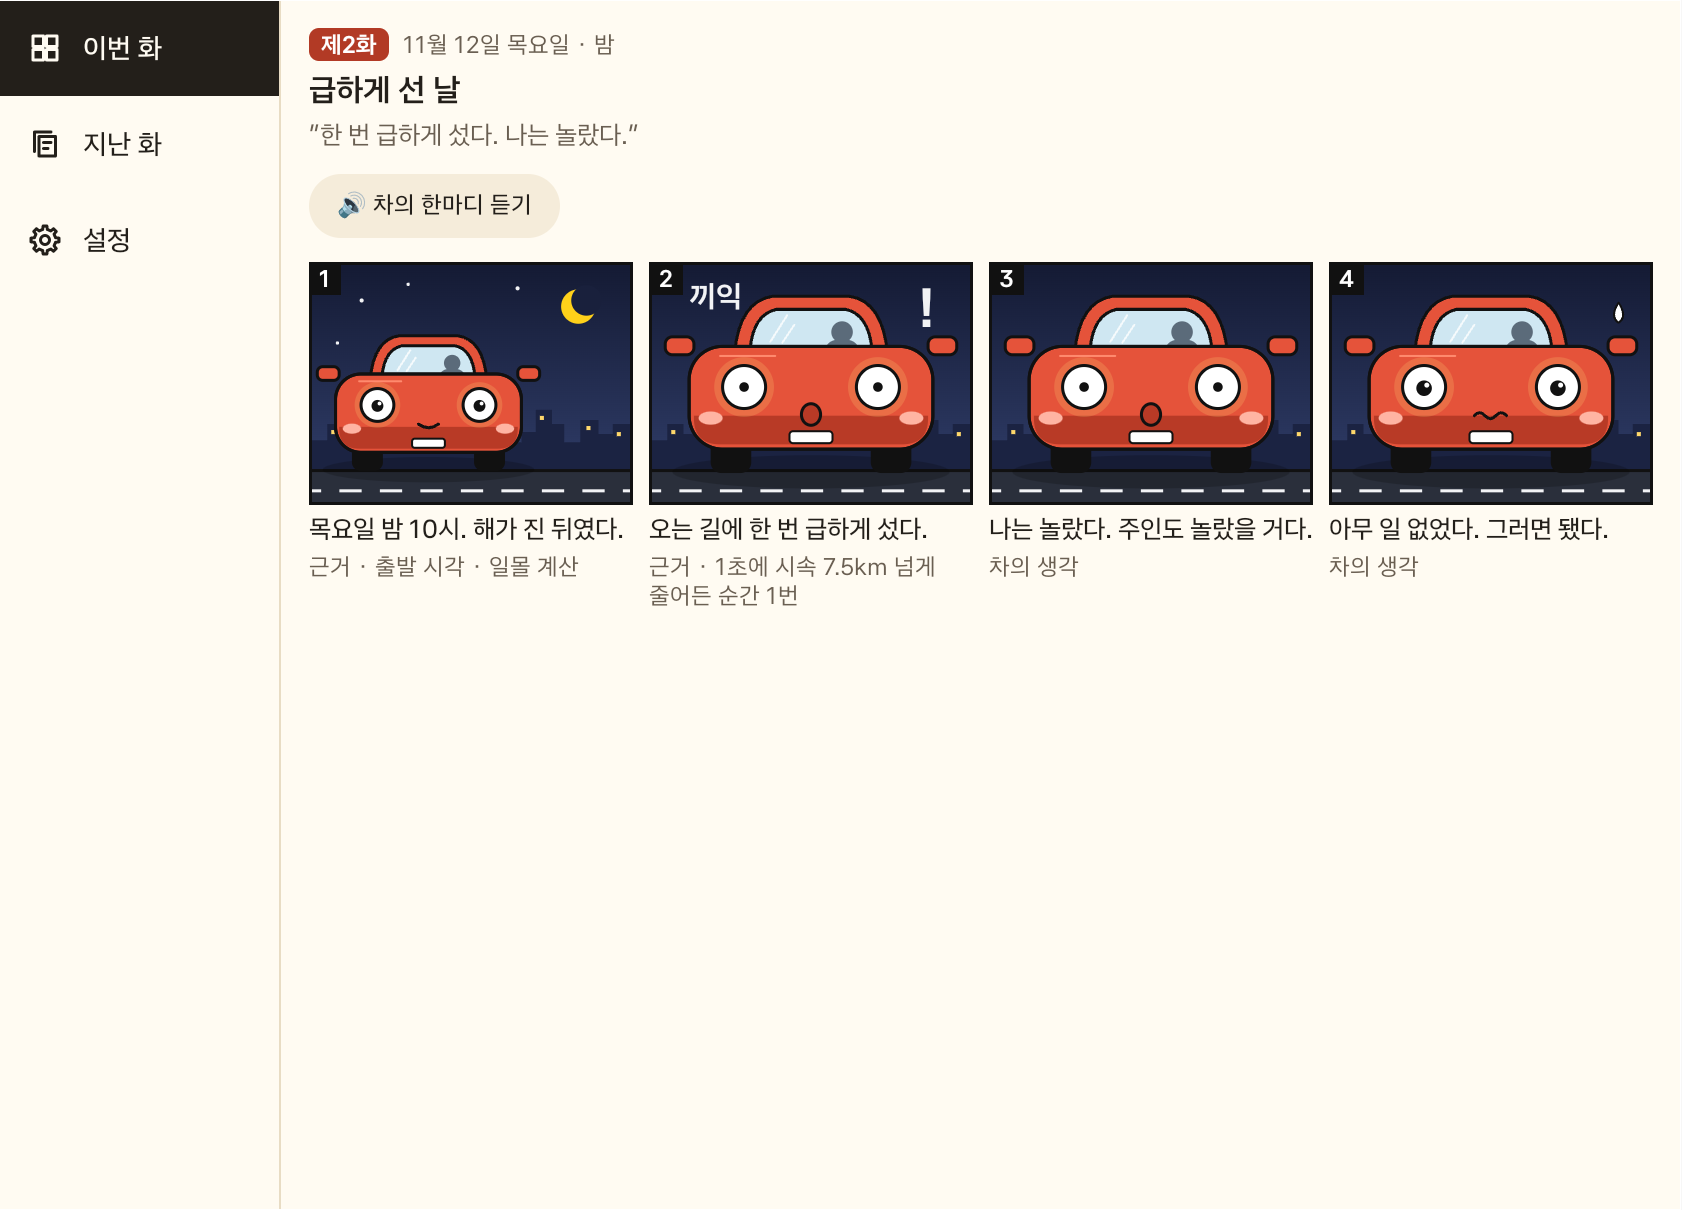 이번 화
지난 화
설정
제2화 11월 12일 목요일 · 밤
급하게 선 날
"한 번 급하게 섰다. 나는 놀랐다."
차의 한마디 듣기
1
2
끼익
!
3
4
목요일 밤 10시. 해가 진 뒤였다.
근거 · 출발 시각 · 일몰 계산
오는 길에 한 번 급하게 섰다.
근거 · 1초에 시속 7.5km 넘게
줄어든 순간 1번
나는 놀랐다. 주인도 놀랐을 거다.
차의 생각
아무 일 없었다. 그러면 됐다.
차의 생각